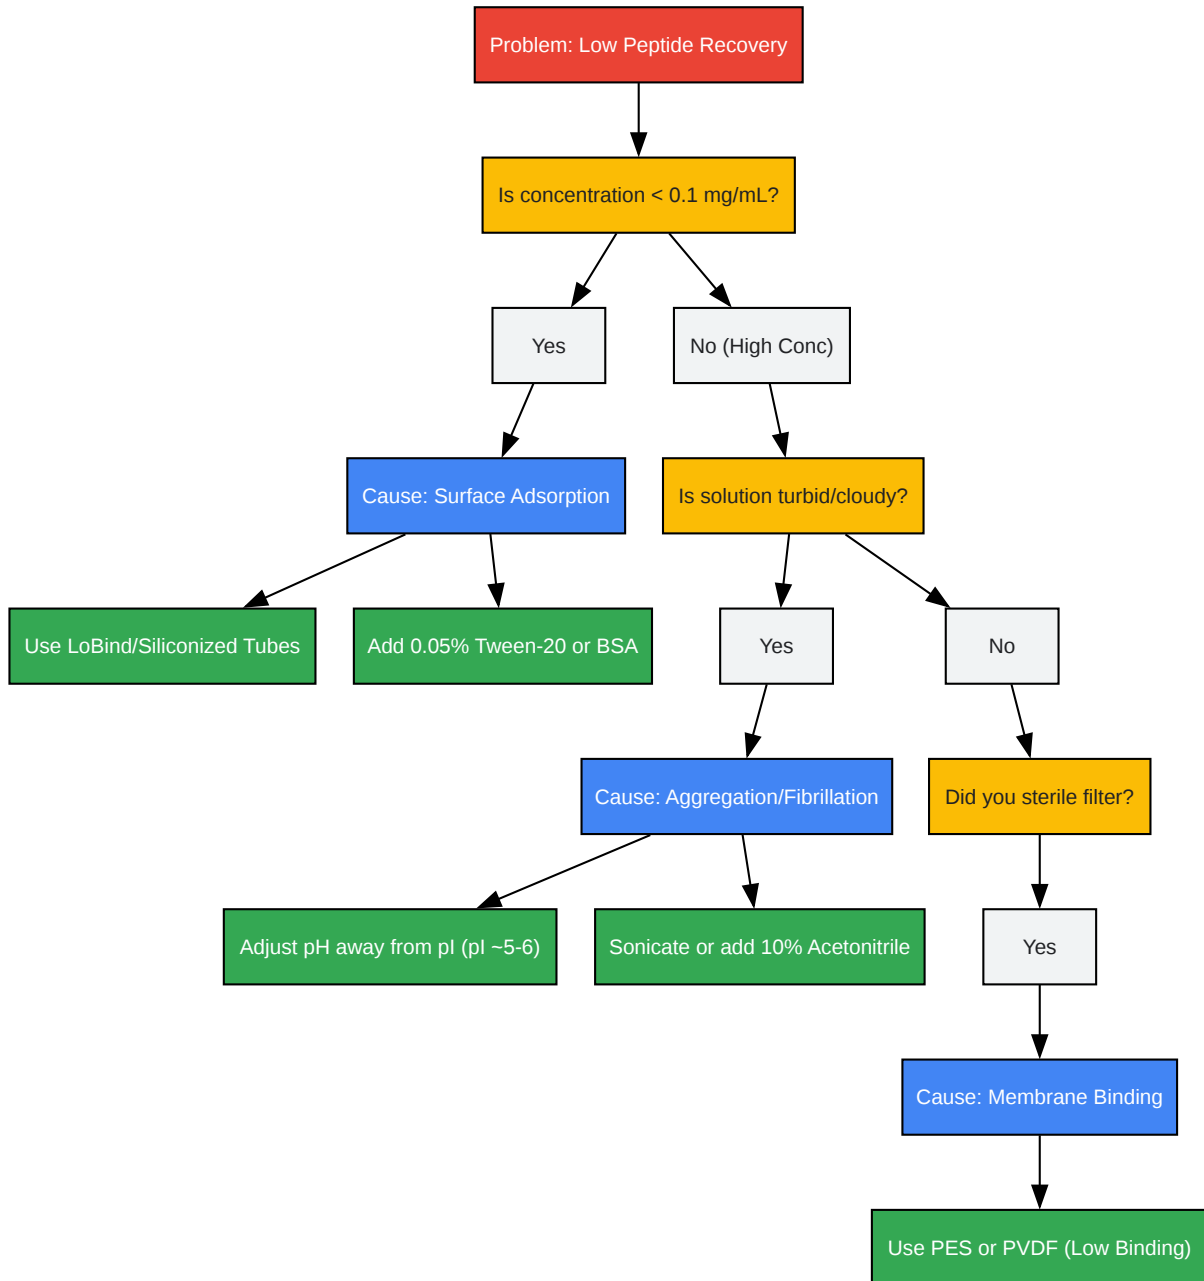 Problem: Low Peptide Recovery
Is concentration < 0.1 mg/mL?
Yes
No (High Conc)
Cause: Surface Adsorption
Is solution turbid/cloudy?
Use LoBind/Siliconized Tubes
Add 0.05% Tween-20 or BSA
Yes
No
Cause: Aggregation/Fibrillation
Did you sterile filter?
Adjust pH away from pI (pI ~5-6)
Sonicate or add 10% Acetonitrile
Yes
Cause: Membrane Binding
Use PES or PVDF (Low Binding)